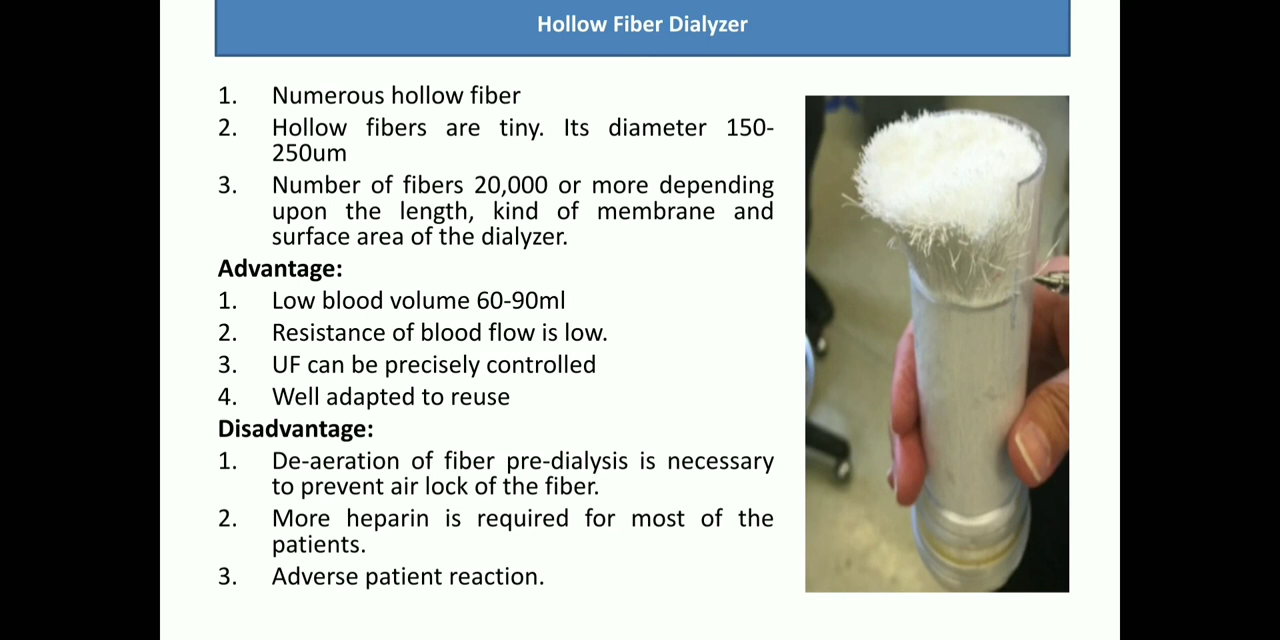 Hollow Fiber Dialyzer
1. Numerous hollow fiber
2. Hollow fibers are tiny. Its diameter 150-
250um
3. Number of fibers 20,000 or more depending
upon the length, kind of membrane and
surface area of the dialyzer.
Advantage:
1. Low blood volume 60-90ml
2. Resistance of blood flow is low.
3. UF can be precisely controlled
4. Well adapted to reuse
Disadvantage:
1. De-aeration of fiber pre-dialysis is necessary
to prevent air lock of the fiber.
2. More heparin is required for most of the
patients.
3. Adverse patient reaction.